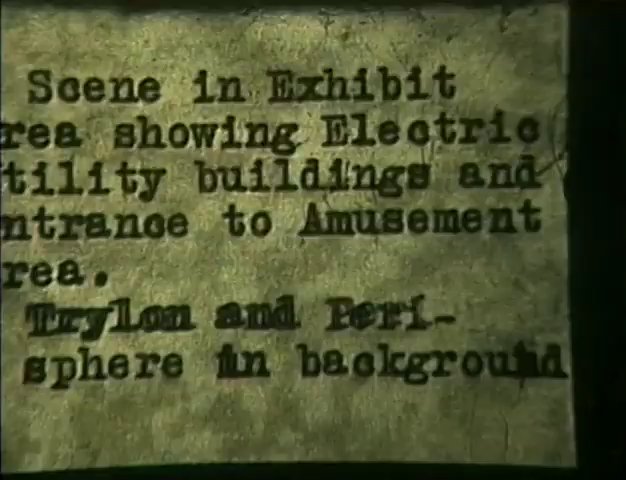 Scene in Exhibit
rea showing Electric
tility buildings and
ntrance to Amusement
rea.
Trylon and Peri-
sphere in background